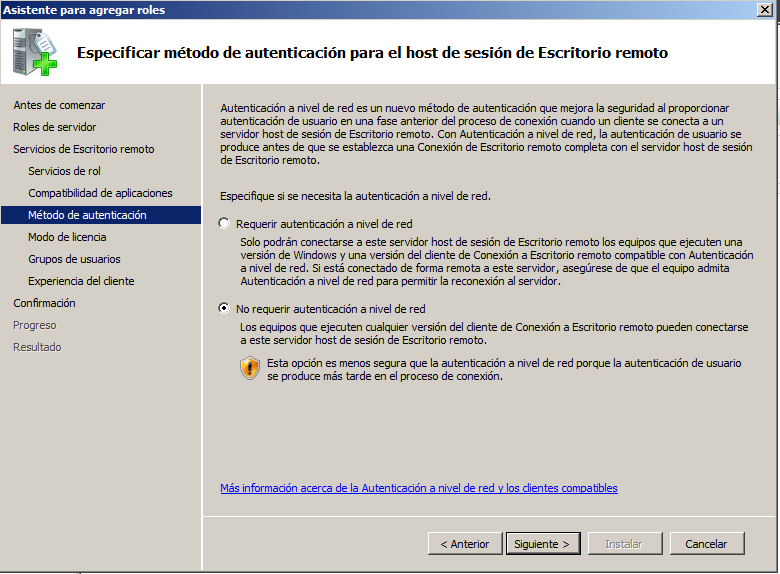 Asistente para agregar roles
Especificar método de autenticación para el host de sesión de Escritorio remoto
Antes de comenzar
Roles de servidor
Servicios de Escritorio remoto
Servicios de rol
Compatibilidad de aplicaciones
Método de autenticación
Modo de licencia
Grupos de usuarios
Experiencia del cliente
Confirmación
Progreso
Resultado
Autenticación a nivel de red es un nuevo método de autenticación que mejora la seguridad al proporcionar
autenticación de usuario en una fase anterior del proceso de conexión cuando un cliente se conecta a un
servidor host de sesión de Escritorio remoto. Con Autenticación a nivel de red, la autenticación de usuario se
produce antes de que se establezca una Conexión de Escritorio remoto completa con el servidor host de sesión
de Escritorio remoto.
Especifique si se necesita la autenticación a nivel de red.
Requerir autenticación a nivel de red
Solo podrán conectarse a este servidor host de sesión de Escritorio remoto los equipos que ejecuten una
versión de Windows y una versión del cliente de Conexión a Escritorio remoto compatible con Autenticación
a nivel de red. Si está conectado de forma remota a este servidor, asegúrese de que el equipo admita
Autenticación a nivel de red para permitir la reconexión al servidor.
No requerir autenticación a nivel de red
Los equipos que ejecuten cualquier versión del cliente de Conexión a Escritorio remoto pueden conectarse
a este servidor host de sesión de Escritorio remoto.
Esta opción es menos segura que la autenticación a nivel de red porque la autenticación de usuario
se produce más tarde en el proceso de conexión.
Más información acerca de la Autenticación a nivel de red y los clientes compatibles
< Anterior
Siguiente >
Instalar
Cancelar